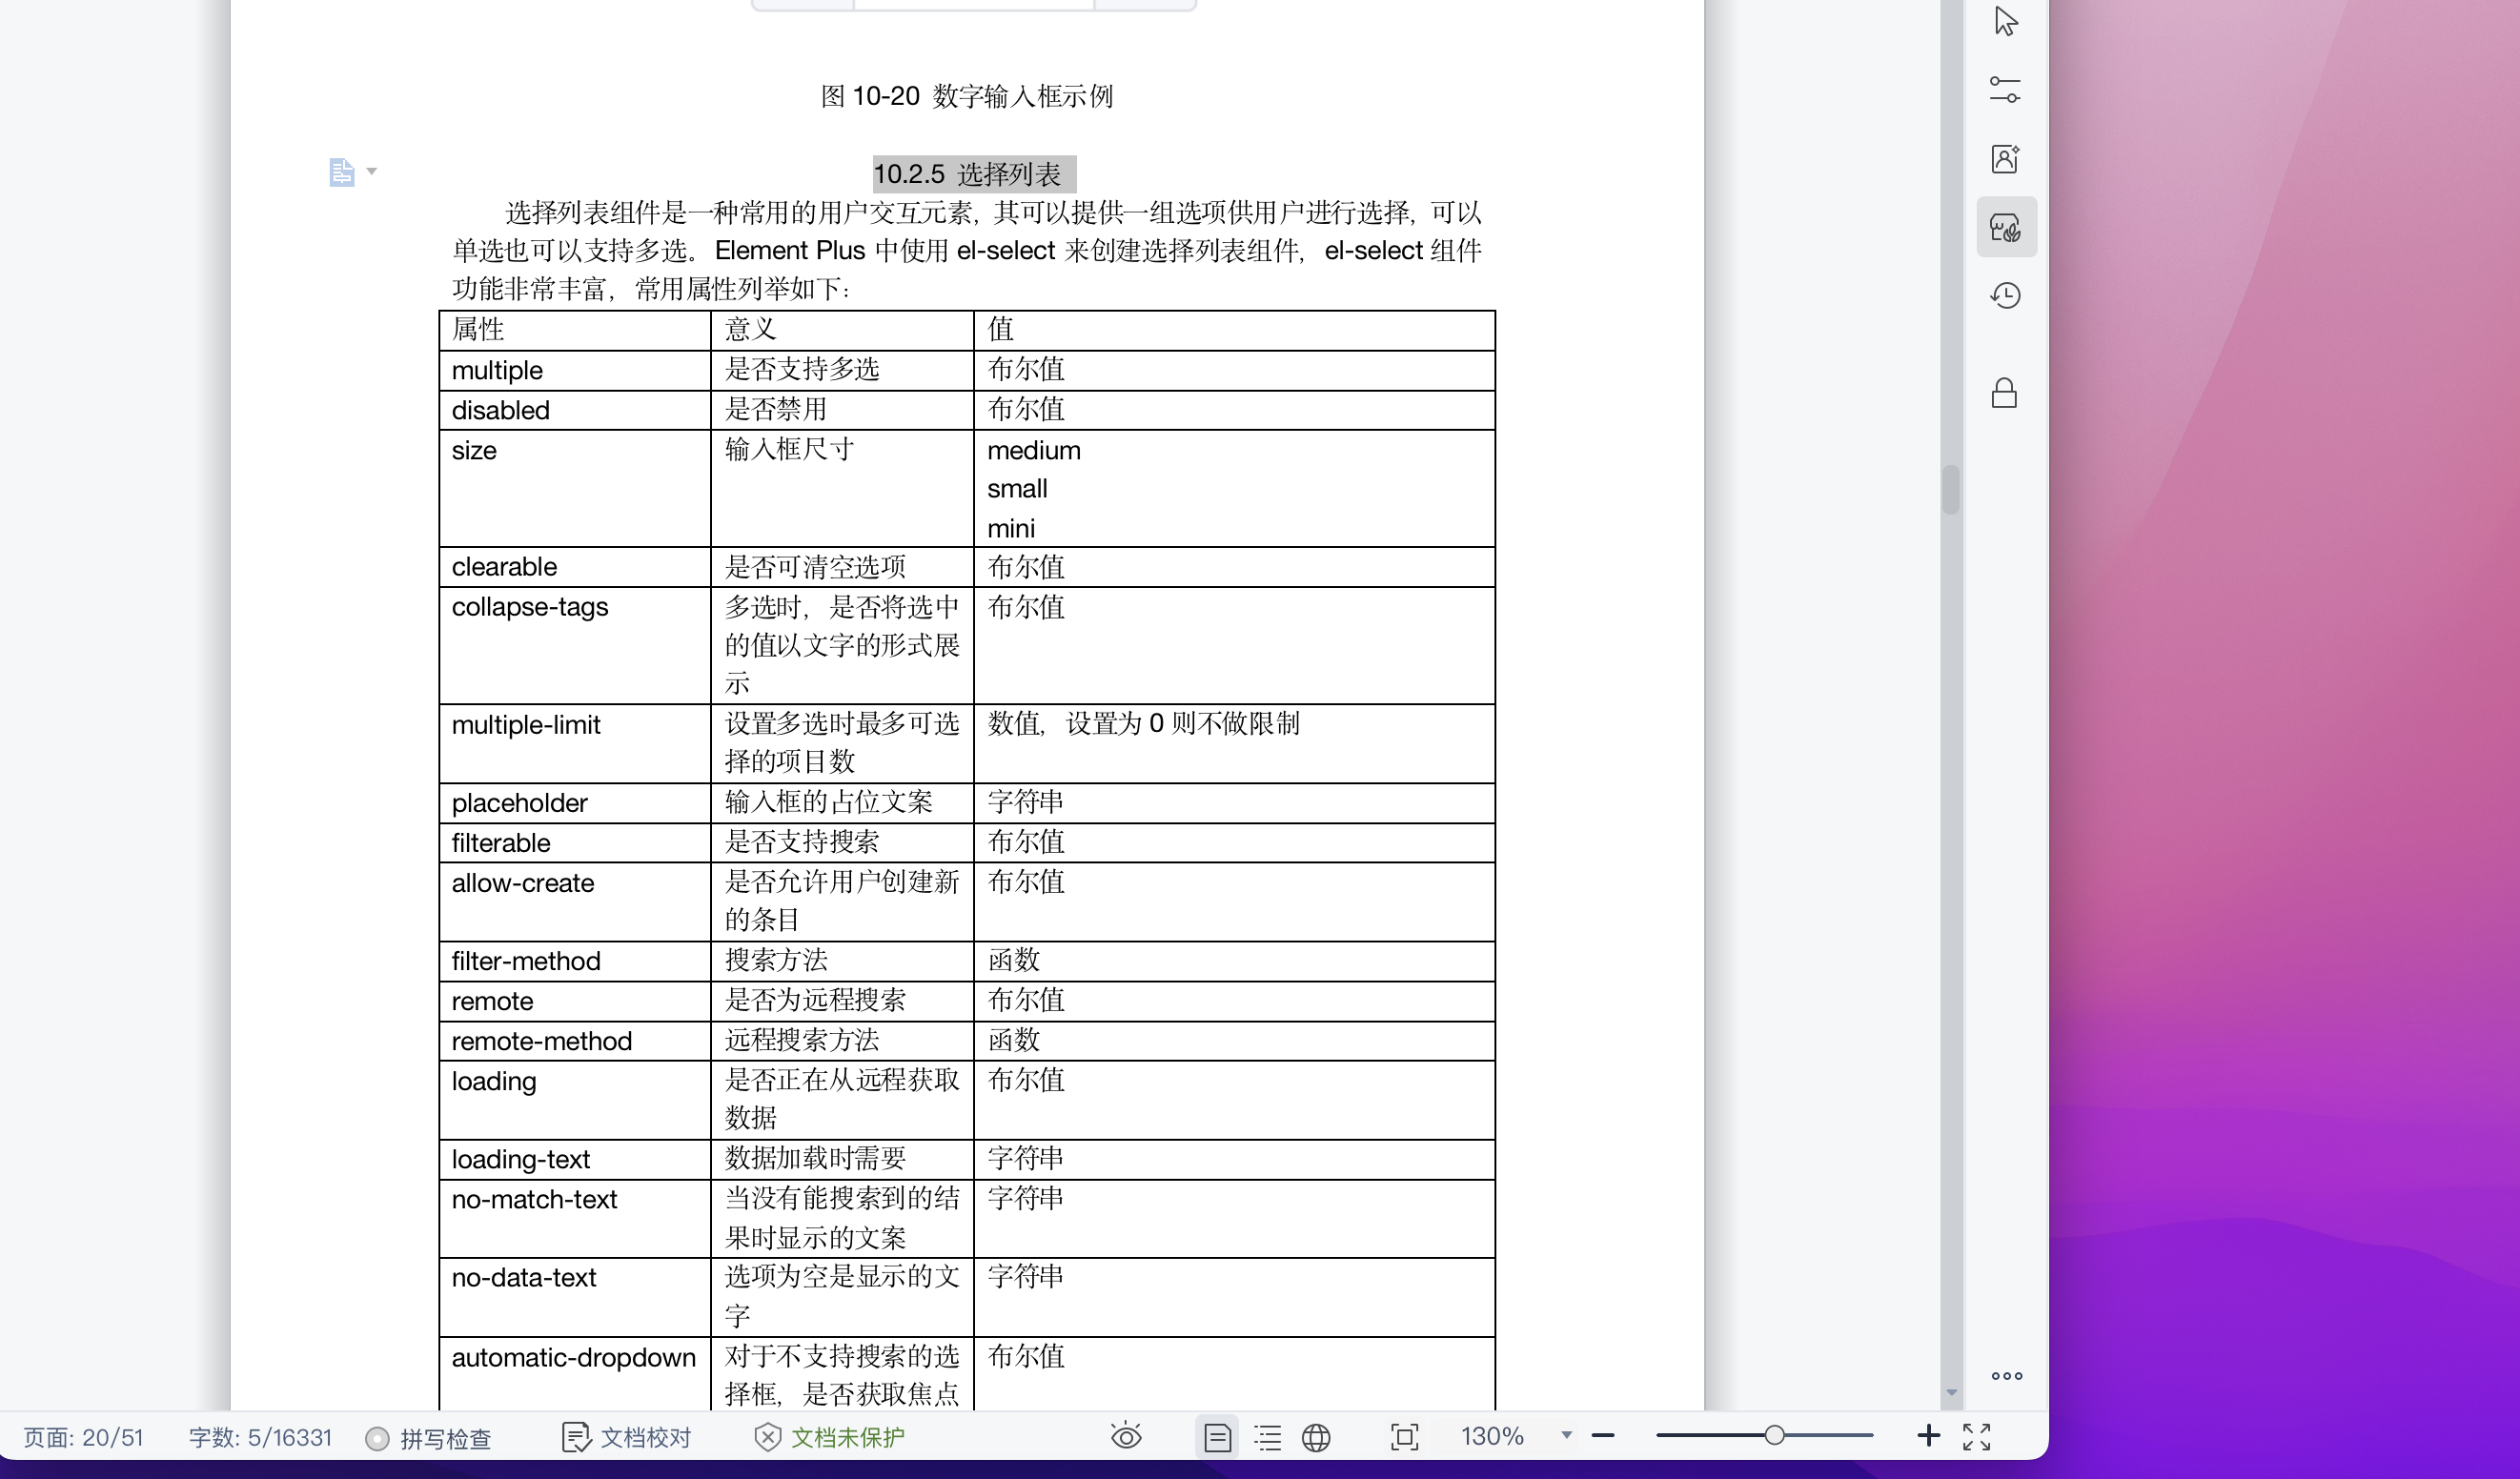 图 10-20 数字输入框示例
10.2.5 选择列表
选择列表组件是一种常用的用户交互元素，其可以提供一组选项供用户进行选择，可以
单选也可以支持多选。Element Plus 中使用 el-select 来创建选择列表组件，el-select 组件
功能非常丰富，常用属性列举如下：
属性 意义 值
multiple 是否支持多选 布尔值
disabled 是否禁用 布尔值
size 输入框尺寸 medium
small
mini
clearable 是否可清空选项 布尔值
collapse-tags 多选时，是否将选中 布尔值
的值以文字的形式展
示
multiple-limit 设置多选时最多可选 数值，设置为 0 则不做限制
择的项目数
placeholder 输入框的占位文案 字符串
filterable 是否支持搜索 布尔值
allow-create 是否允许用户创建新 布尔值
的条目
filter-method 搜索方法 函数
remote 是否为远程搜索 布尔值
remote-method 远程搜索方法 函数
loading 是否正在从远程获取 布尔值
数据
loading-text 数据加载时需要 字符串
no-match-text 当没有能搜索到的结 字符串
果时显示的文案
no-data-text 选项为空是显示的文 字符串
字
automatic-dropdown 对于不支持搜索的选 布尔值
择框，是否获取焦点
页面: 20/51 字数: 5/16331 拼写检查 文档校对 文档未保护 130%